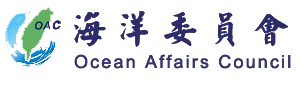 OAC
海洋委員會
Ocean Affairs Council